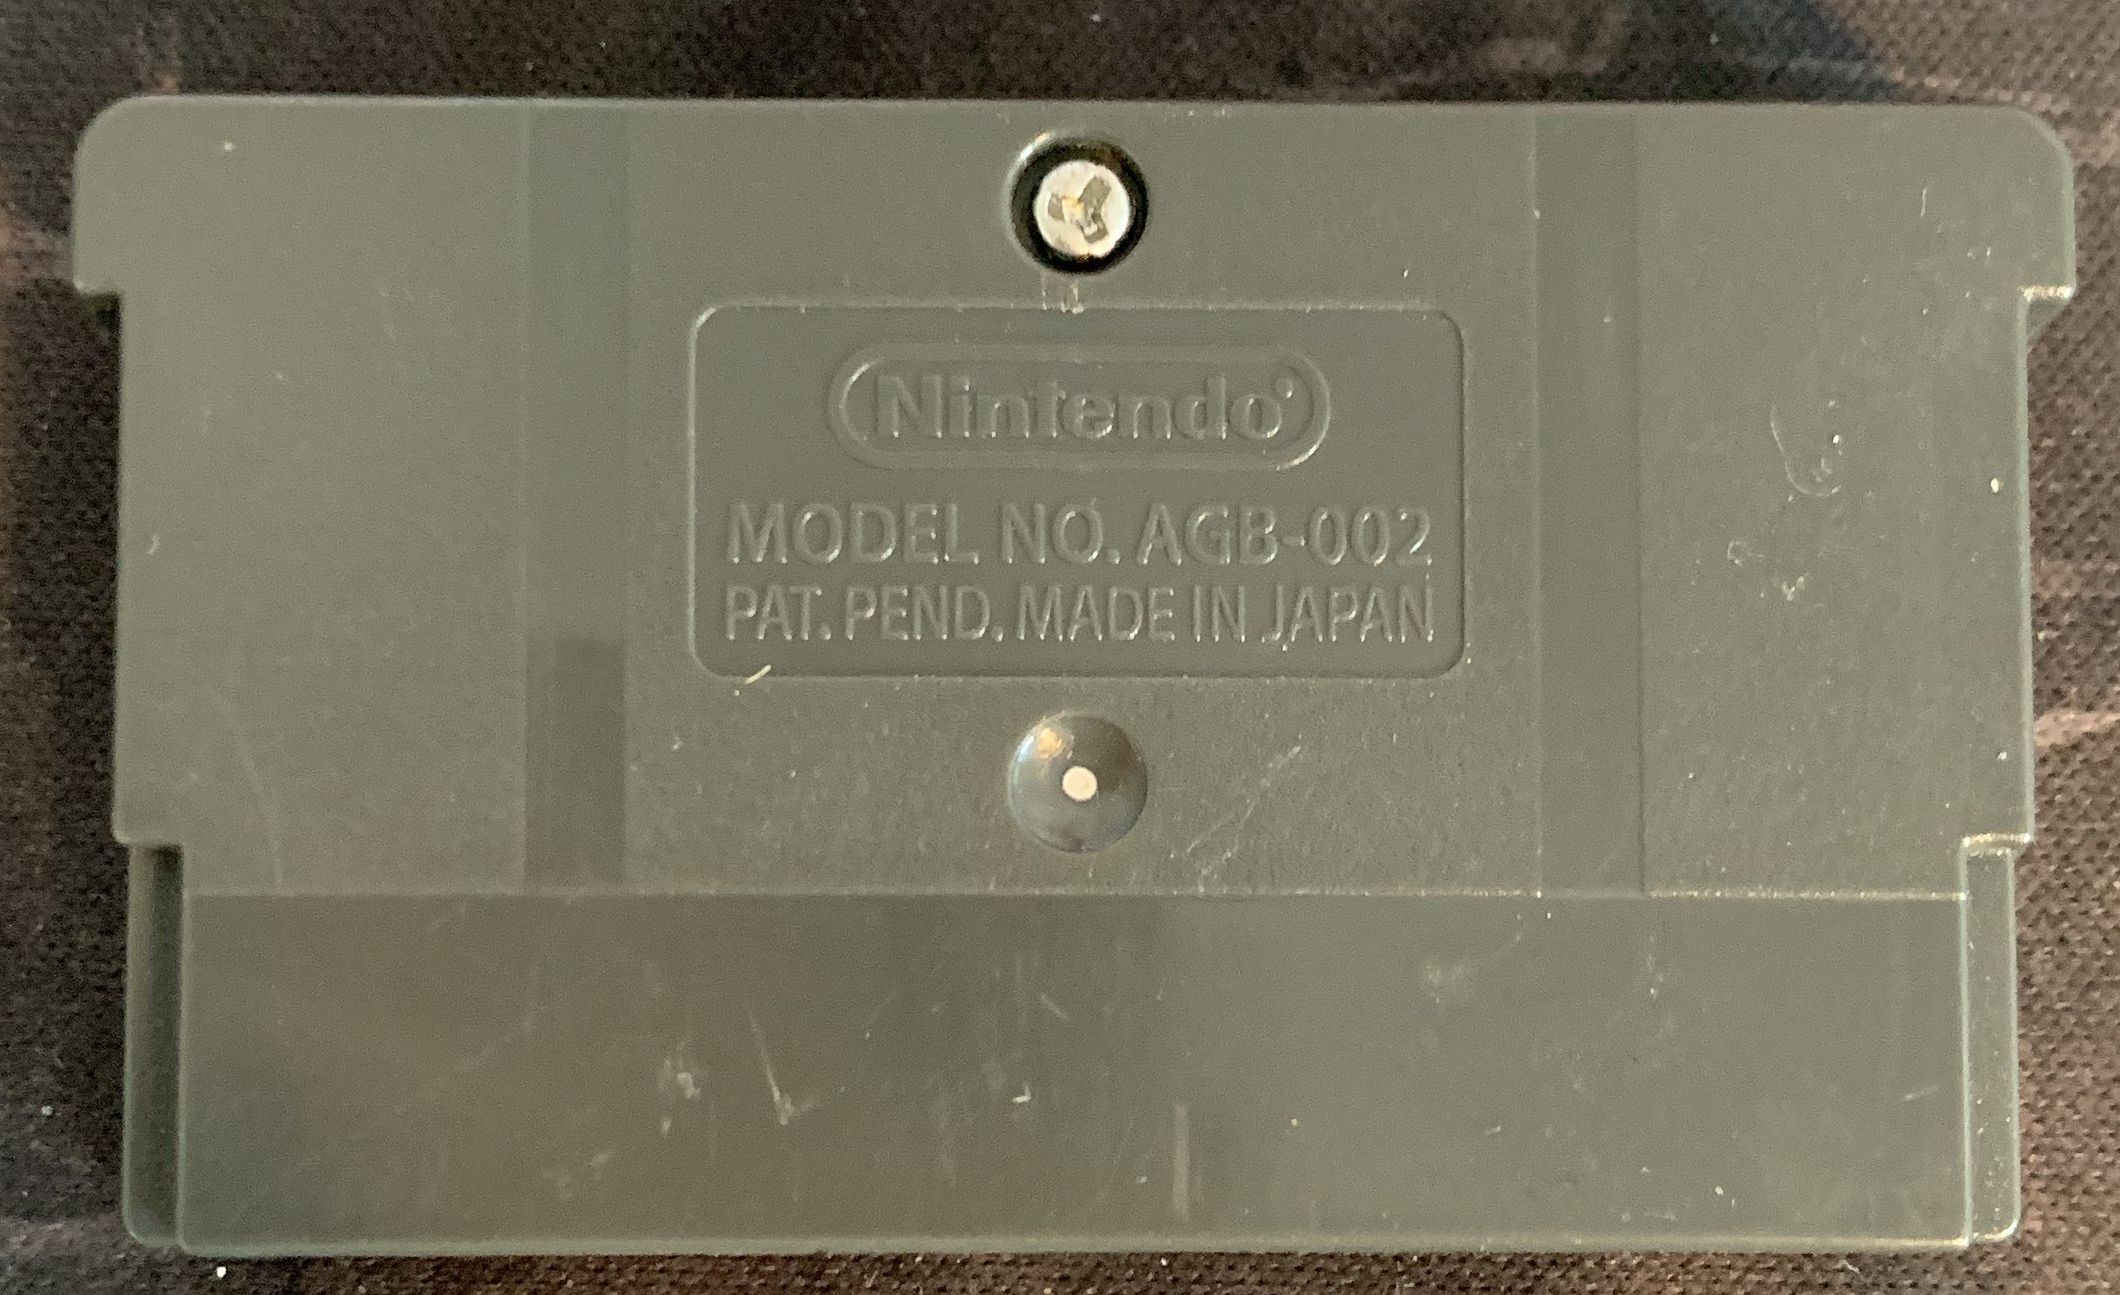 Nintendo
MODEL NO. AGB-002
PAT. PEND. MADE IN JAPAN